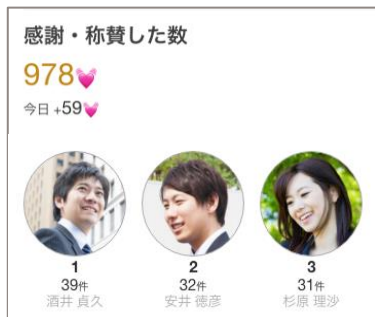 感謝・称賛した数
978💓
今日 +59💓
1 2 3
39件 32件 31件
酒井 貞久 安井 徳彦 杉原 理沙